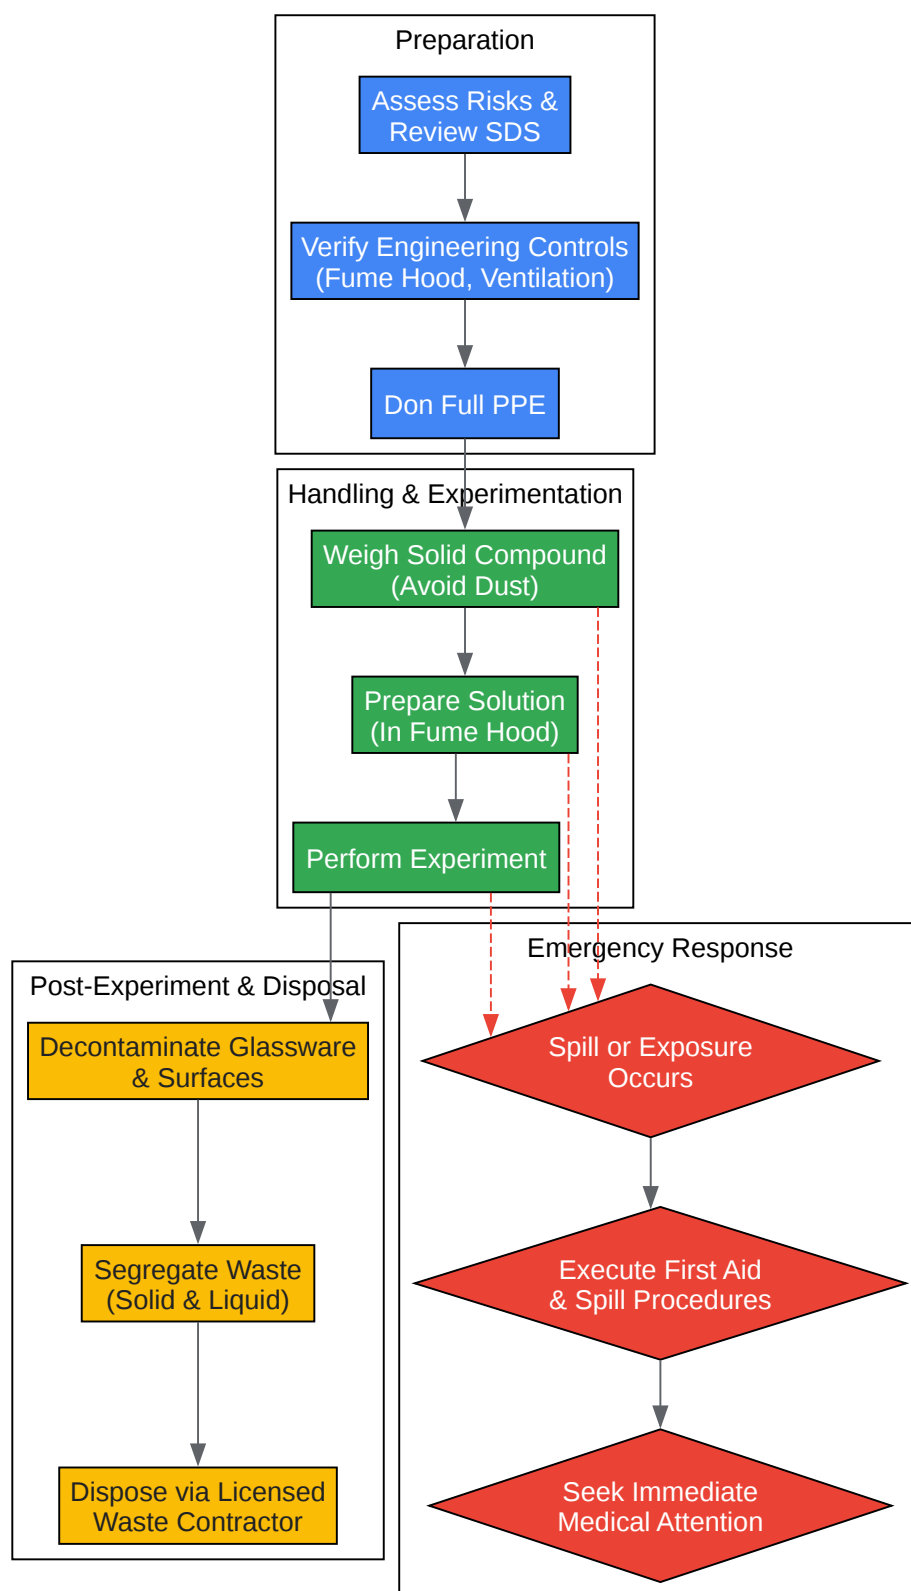 Preparation
Assess Risks &
Review SDS
Verify Engineering Controls
(Fume Hood, Ventilation)
Don Full PPE
Handling & Experimentation
Weigh Solid Compound
(Avoid Dust)
Prepare Solution
(In Fume Hood)
Perform Experiment
Post-Experiment & Disposal
Decontaminate Glassware
& Surfaces
Segregate Waste
(Solid & Liquid)
Dispose via Licensed
Waste Contractor
Emergency Response
Spill or Exposure
Occurs
Execute First Aid
& Spill Procedures
Seek Immediate
Medical Attention